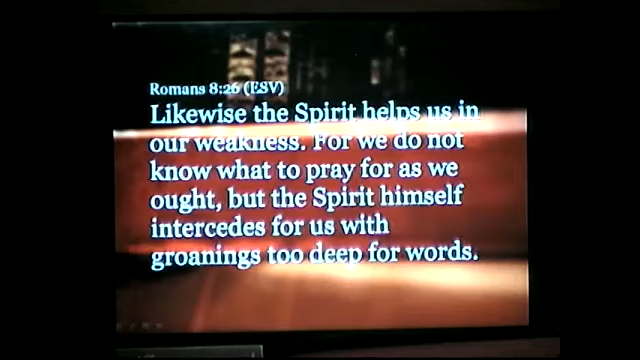 Romans 8:26 (ESV)
Likewise the Spirit helps us in
our weakness. For we do not
know what to pray for as we
ought, but the Spirit himself
intercedes for us with
groanings too deep for words.